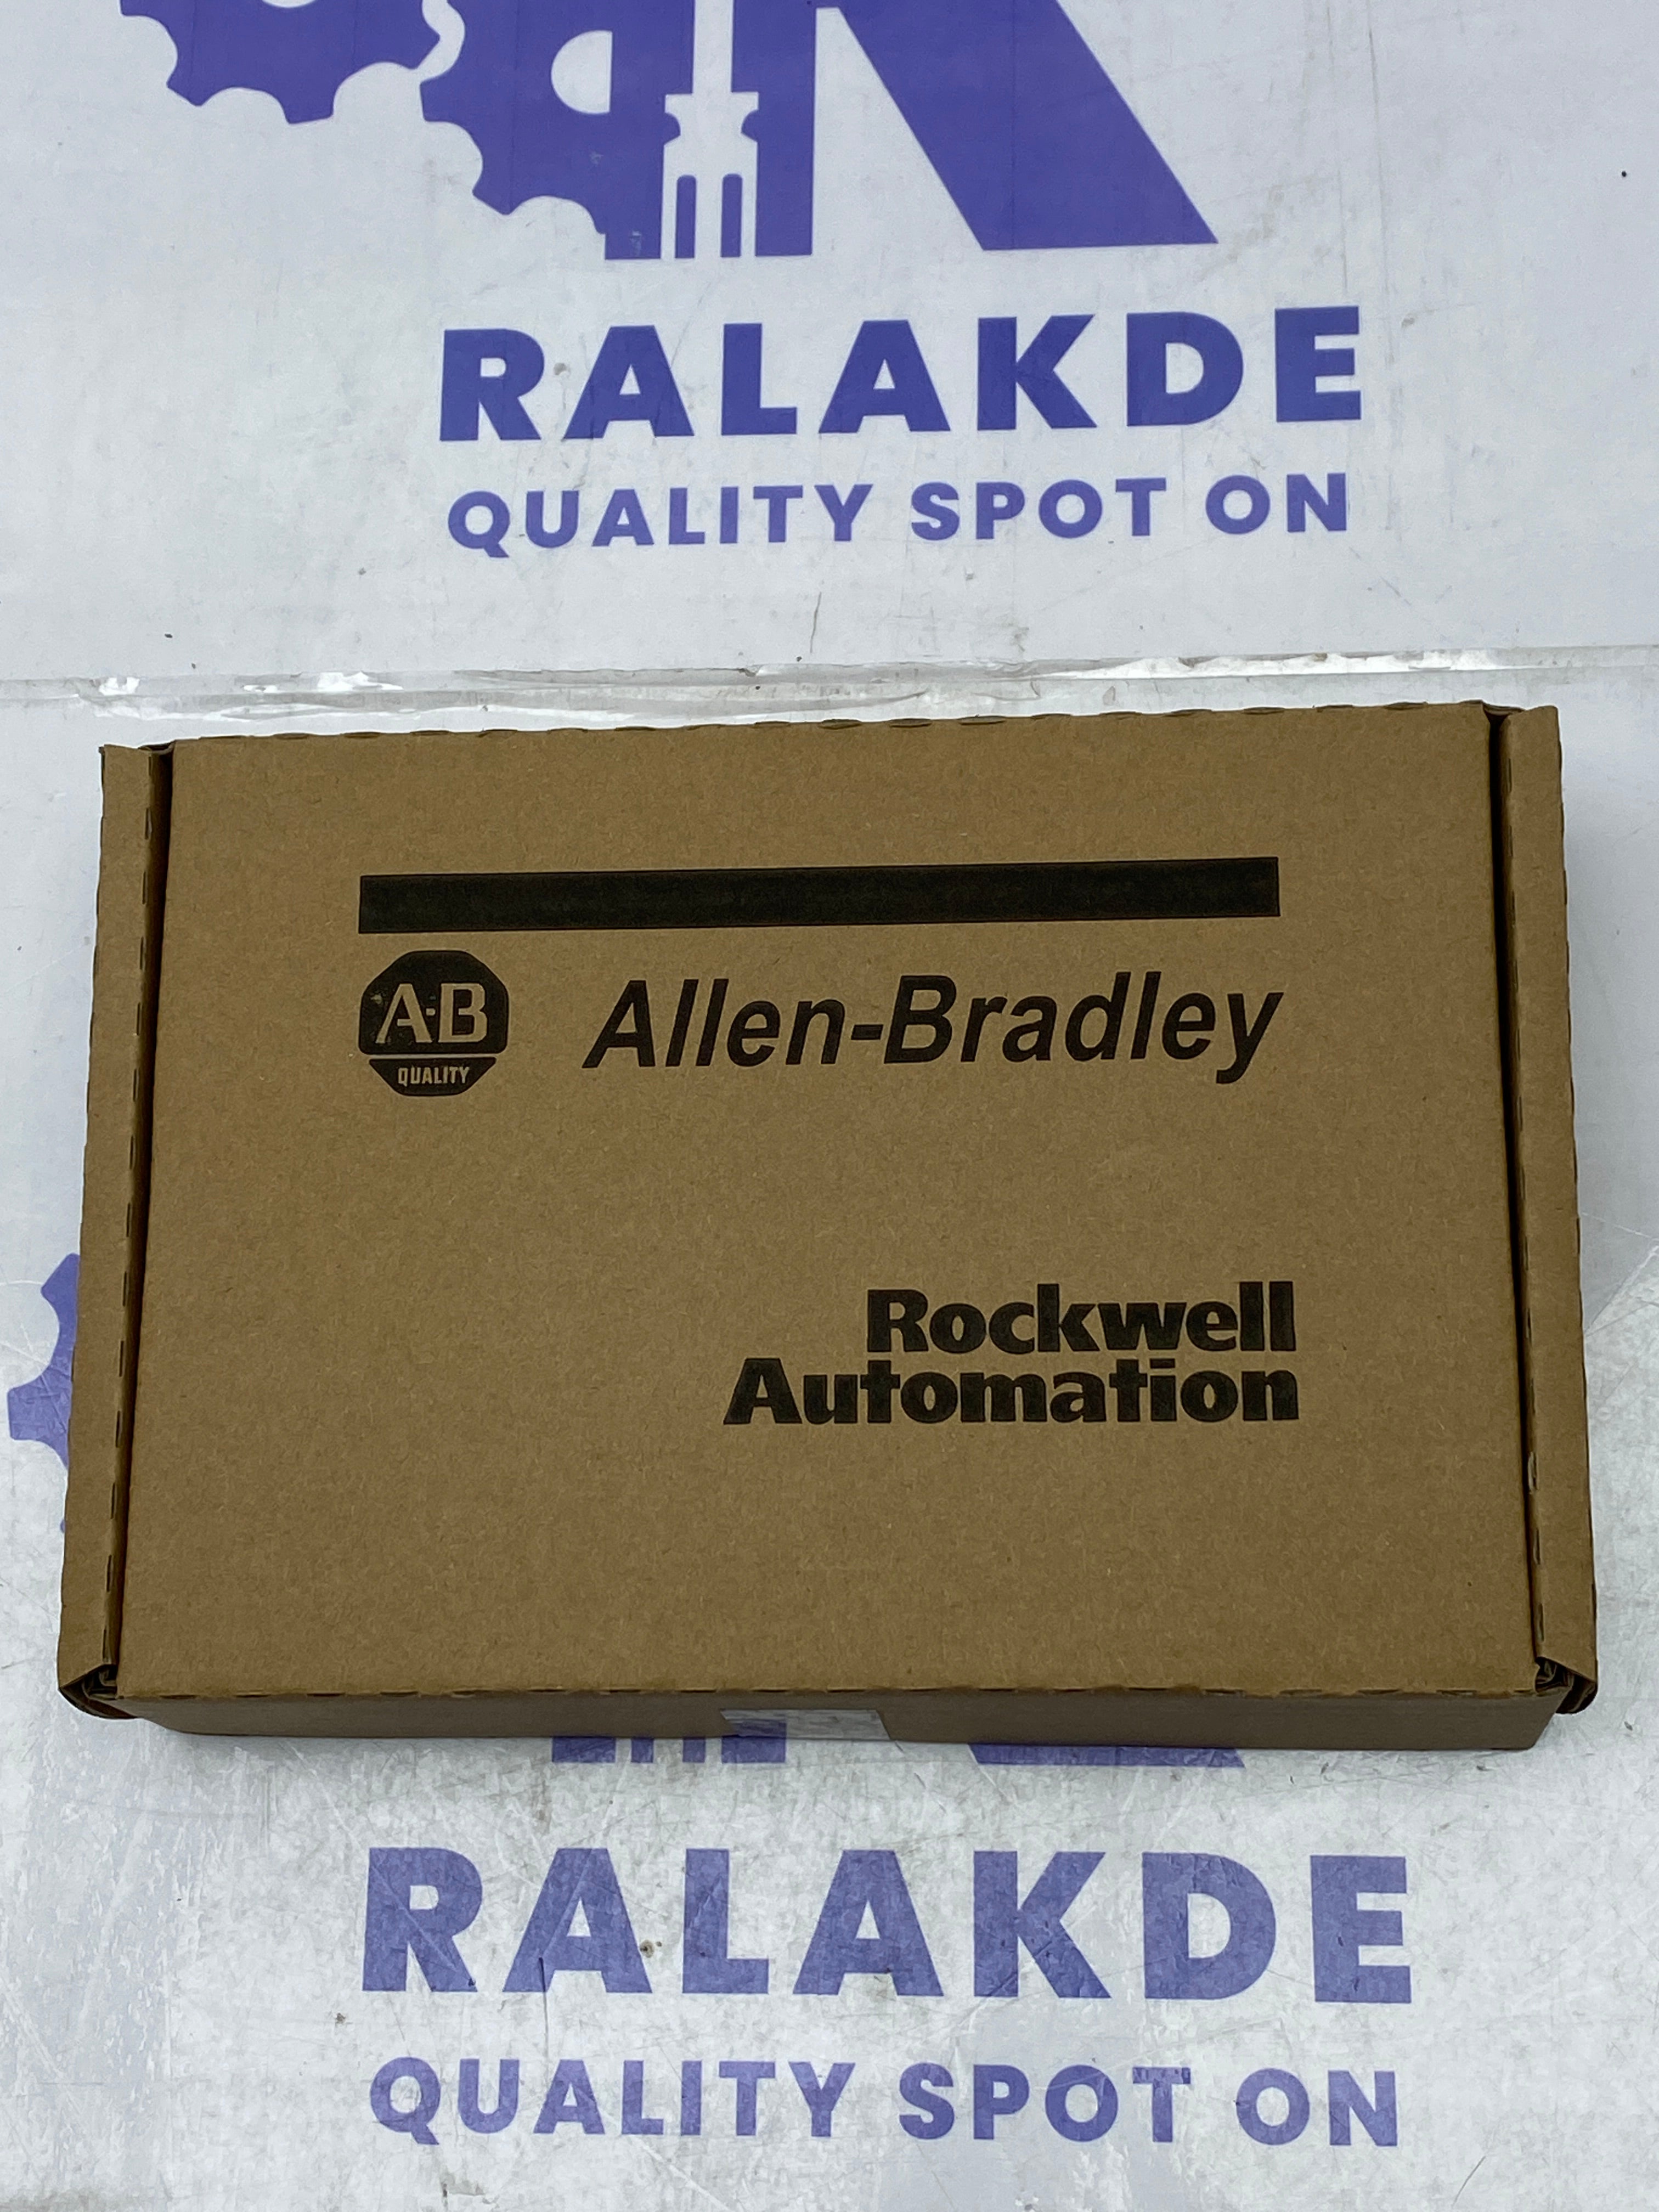 RALAKDE
QUALITY SPOT ON
A-B
QUALITY
Allen-Bradley
Rockwell
Automation
RALAKDE
QUALITY SPOT ON